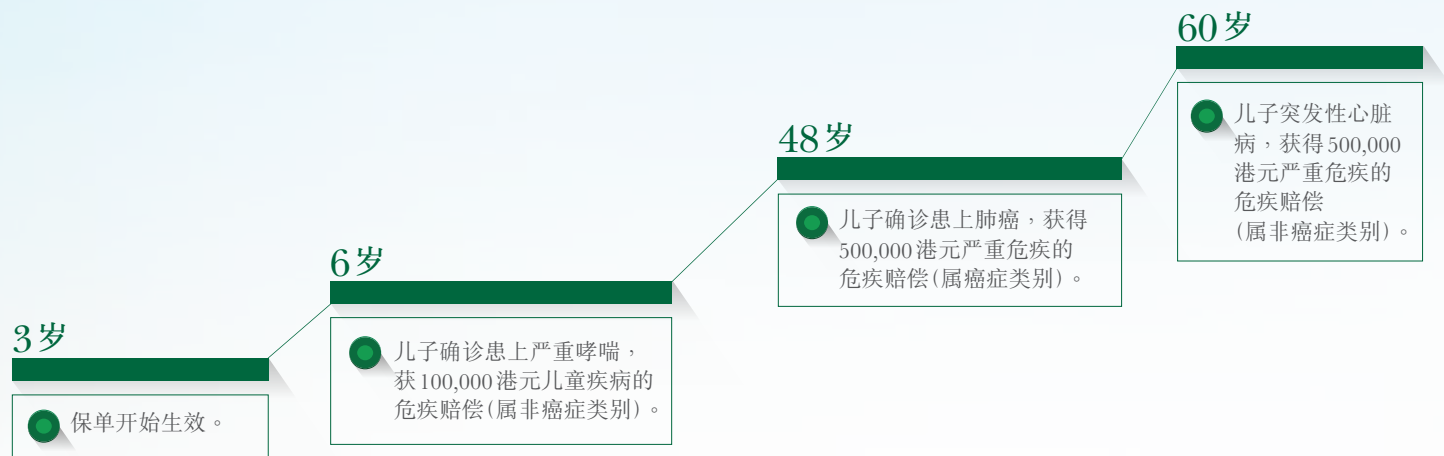 3岁
保单开始生效。
6岁
儿子确诊患上严重哮喘，
获100,000港元儿童疾病的
危疾赔偿(属非癌症类别)。
48岁
儿子确诊患上肺癌，获得
500,000港元严重危疾的
危疾赔偿(属癌症类别)。
60岁
儿子突发性心脏
病，获得500,000
港元严重危疾的
危疾赔偿
(属非癌症类别)。